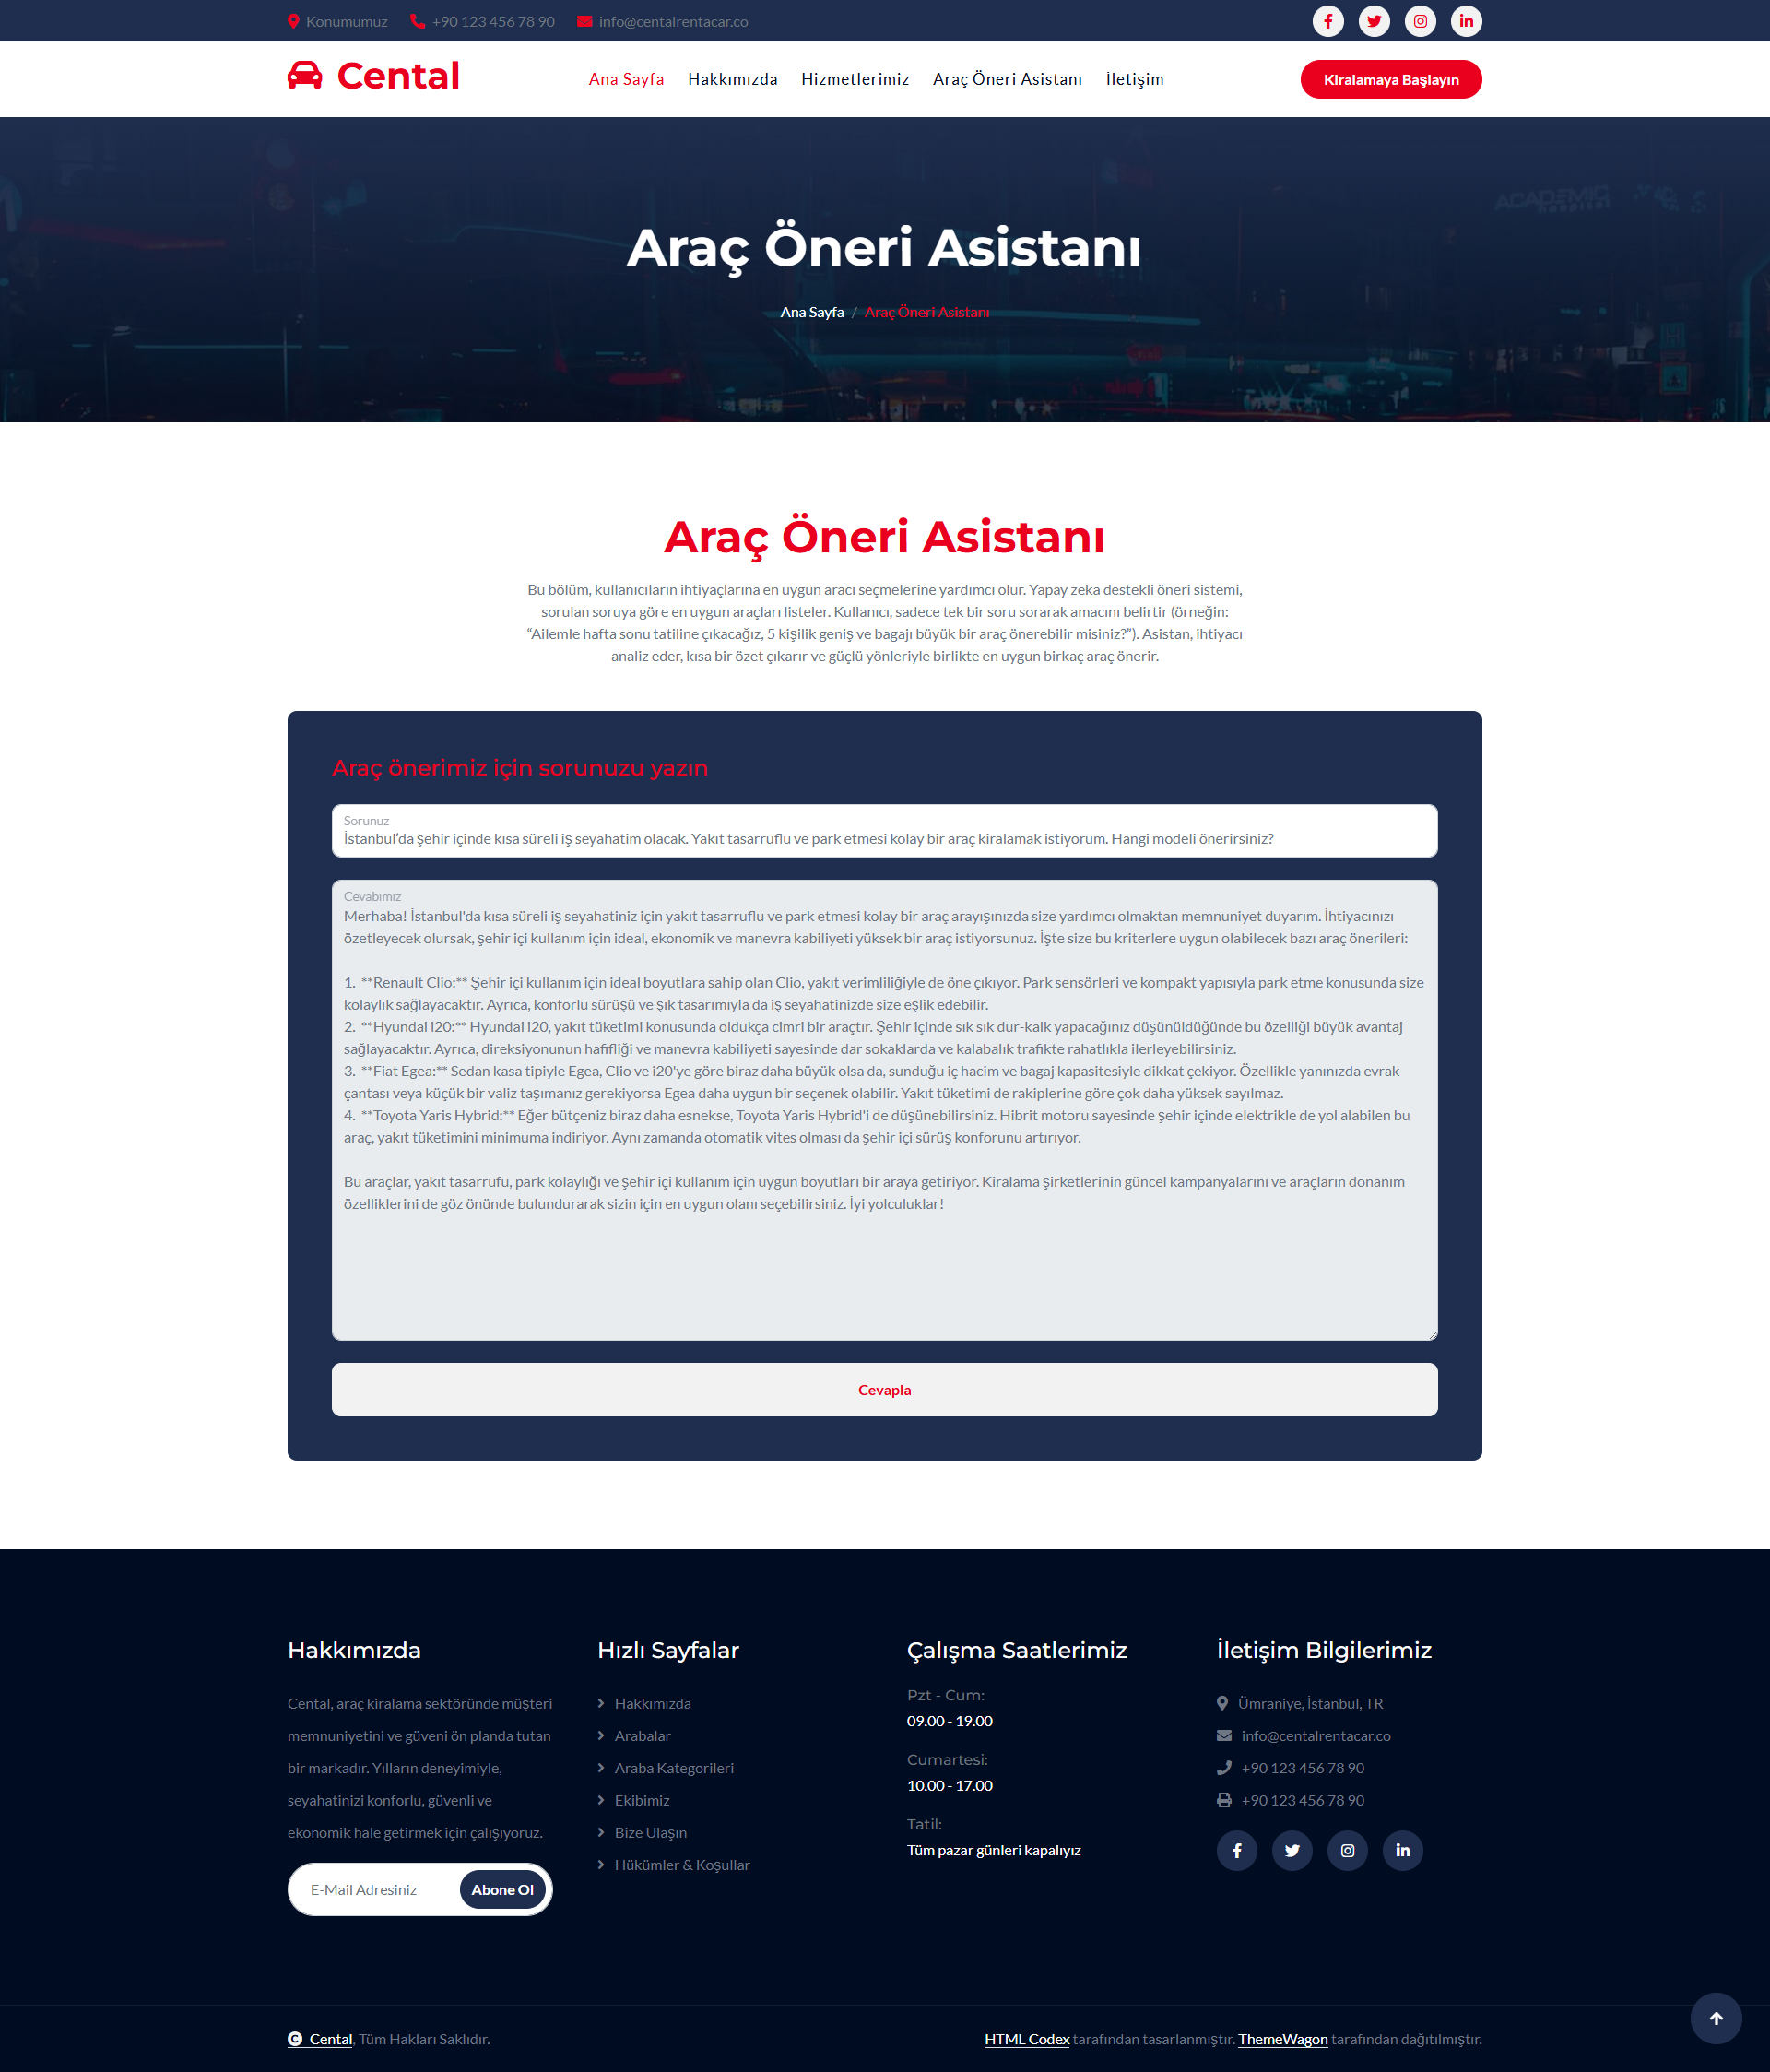 Konumumuz +90 123 456 78 90 info@centalrentacar.co
Cental
Ana Sayfa Hakkımızda Hizmetlerimiz Araç Öneri Asistanı İletişim
Kiralamaya Başlayın
ACADEMIC
hospital
Araç Öneri Asistanı
Ana Sayfa / Araç Öneri Asistanı
Araç Öneri Asistanı
Bu bölüm, kullanıcıların ihtiyaçlarına en uygun aracı seçmelerine yardımcı olur. Yapay zeka destekli öneri sistemi,
sorulan soruya göre en uygun araçları listeler. Kullanıcı, sadece tek bir soru sorarak amacını belirtir (örneğin:
“Ailemle hafta sonu tatiline çıkacağız, 5 kişilik geniş ve bagajı büyük bir araç önerebilir misiniz?”). Asistan, ihtiyacı
analiz eder, kısa bir özet çıkarır ve güçlü yönleriyle birlikte en uygun birkaç araç önerir.
Araç önerimiz için sorunuzu yazın
Sorunuz
İstanbul’da şehir içinde kısa süreli iş seyahatim olacak. Yakıt tasarruflu ve park etmesi kolay bir araç kiralamak istiyorum. Hangi modeli önerirsiniz?
Cevabımız
Merhaba! İstanbul'da kısa süreli iş seyahatiniz için yakıt tasarruflu ve park etmesi kolay bir araç arayışınızda size yardımcı olmaktan memnuniyet duyarım. İhtiyacınızı
özetleyecek olursak, şehir içi kullanım için ideal, ekonomik ve manevra kabiliyeti yüksek bir araç istiyorsunuz. İşte size bu kriterlere uygun olabilecek bazı araç önerileri:
1. **Renault Clio:** Şehir içi kullanım için ideal boyutlara sahip olan Clio, yakıt verimliliğiyle de öne çıkıyor. Park sensörleri ve kompakt yapısıyla park etme konusunda size
kolaylık sağlayacaktır. Ayrıca, konforlu sürüşü ve şık tasarımıyla da iş seyahatinizde size eşlik edebilir.
2. **Hyundai i20:** Hyundai i20, yakıt tüketimi konusunda oldukça cimri bir araçtır. Şehir içinde sık sık dur-kalk yapacağınız düşünüldüğünde bu özelliği büyük avantaj
sağlayacaktır. Ayrıca, direksiyonunun hafifliği ve manevra kabiliyeti sayesinde dar sokaklarda ve kalabalık trafikte rahatlıkla ilerleyebilirsiniz.
3. **Fiat Egea:** Sedan kasa tipiyle Egea, Clio ve i20'ye göre biraz daha büyük olsa da, sunduğu iç hacim ve bagaj kapasitesiyle dikkat çekiyor. Özellikle yanınızda evrak
çantası veya küçük bir valiz taşımanız gerekiyorsa Egea daha uygun bir seçenek olabilir. Yakıt tüketimi de rakiplerine göre çok daha yüksek sayılmaz.
4. **Toyota Yaris Hybrid:** Eğer bütçeniz biraz daha esnekse, Toyota Yaris Hybrid'i de düşünebilirsiniz. Hibrit motoru sayesinde şehir içinde elektrikle de yol alabilen bu
araç, yakıt tüketimini minimuma indiriyor. Aynı zamanda otomatik vites olması da şehir içi sürüş konforunu artırıyor.
Bu araçlar, yakıt tasarrufu, park kolaylığı ve şehir içi kullanım için uygun boyutları bir araya getiriyor. Kiralama şirketlerinin güncel kampanyalarını ve araçların donanım
özelliklerini de göz önünde bulundurarak sizin için en uygun olanı seçebilirsiniz. İyi yolculuklar!
Cevapla
Hakkımızda
Cental, araç kiralama sektöründe müşteri
memnuniyetini ve güveni ön planda tutan
bir markadır. Yılların deneyimiyle,
seyahatinizi konforlu, güvenli ve
ekonomik hale getirmek için çalışıyoruz.
E-Mail Adresiniz Abone Ol
Hızlı Sayfalar
Hakkımızda
Arabalar
Araba Kategorileri
Ekibimiz
Bize Ulaşın
Hükümler & Koşullar
Çalışma Saatlerimiz
Pzt - Cum:
09.00 - 19.00
Cumartesi:
10.00 - 17.00
Tatil:
Tüm pazar günleri kapalıyız
İletişim Bilgilerimiz
Ümraniye, İstanbul, TR
info@centalrentacar.co
+90 123 456 78 90
+90 123 456 78 90
Cental, Tüm Hakları Saklıdır.
HTML Codex tarafından tasarlanmıştır. ThemeWagon tarafından dağıtılmıştır.